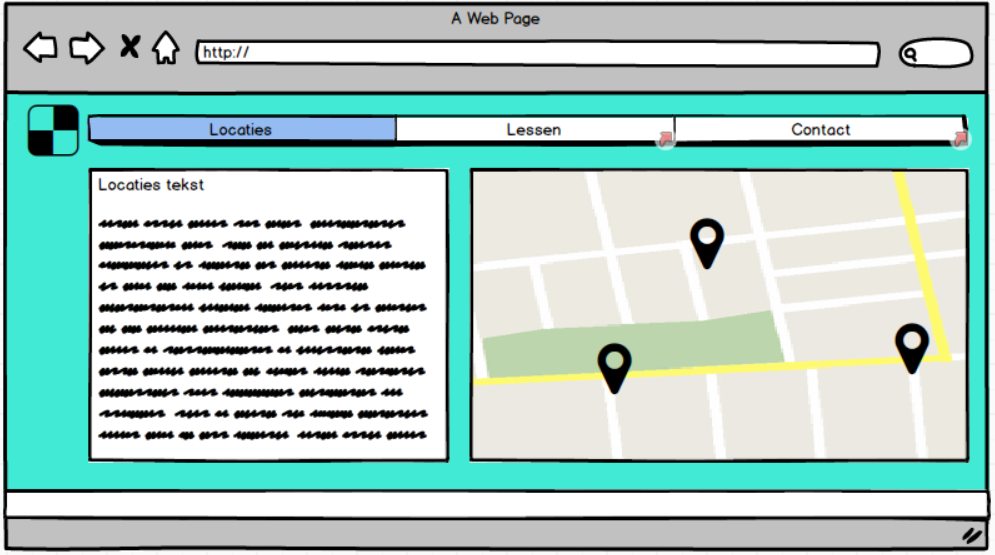 A Web Page
http://
Locaties
Lessen
Contact
Locaties tekst